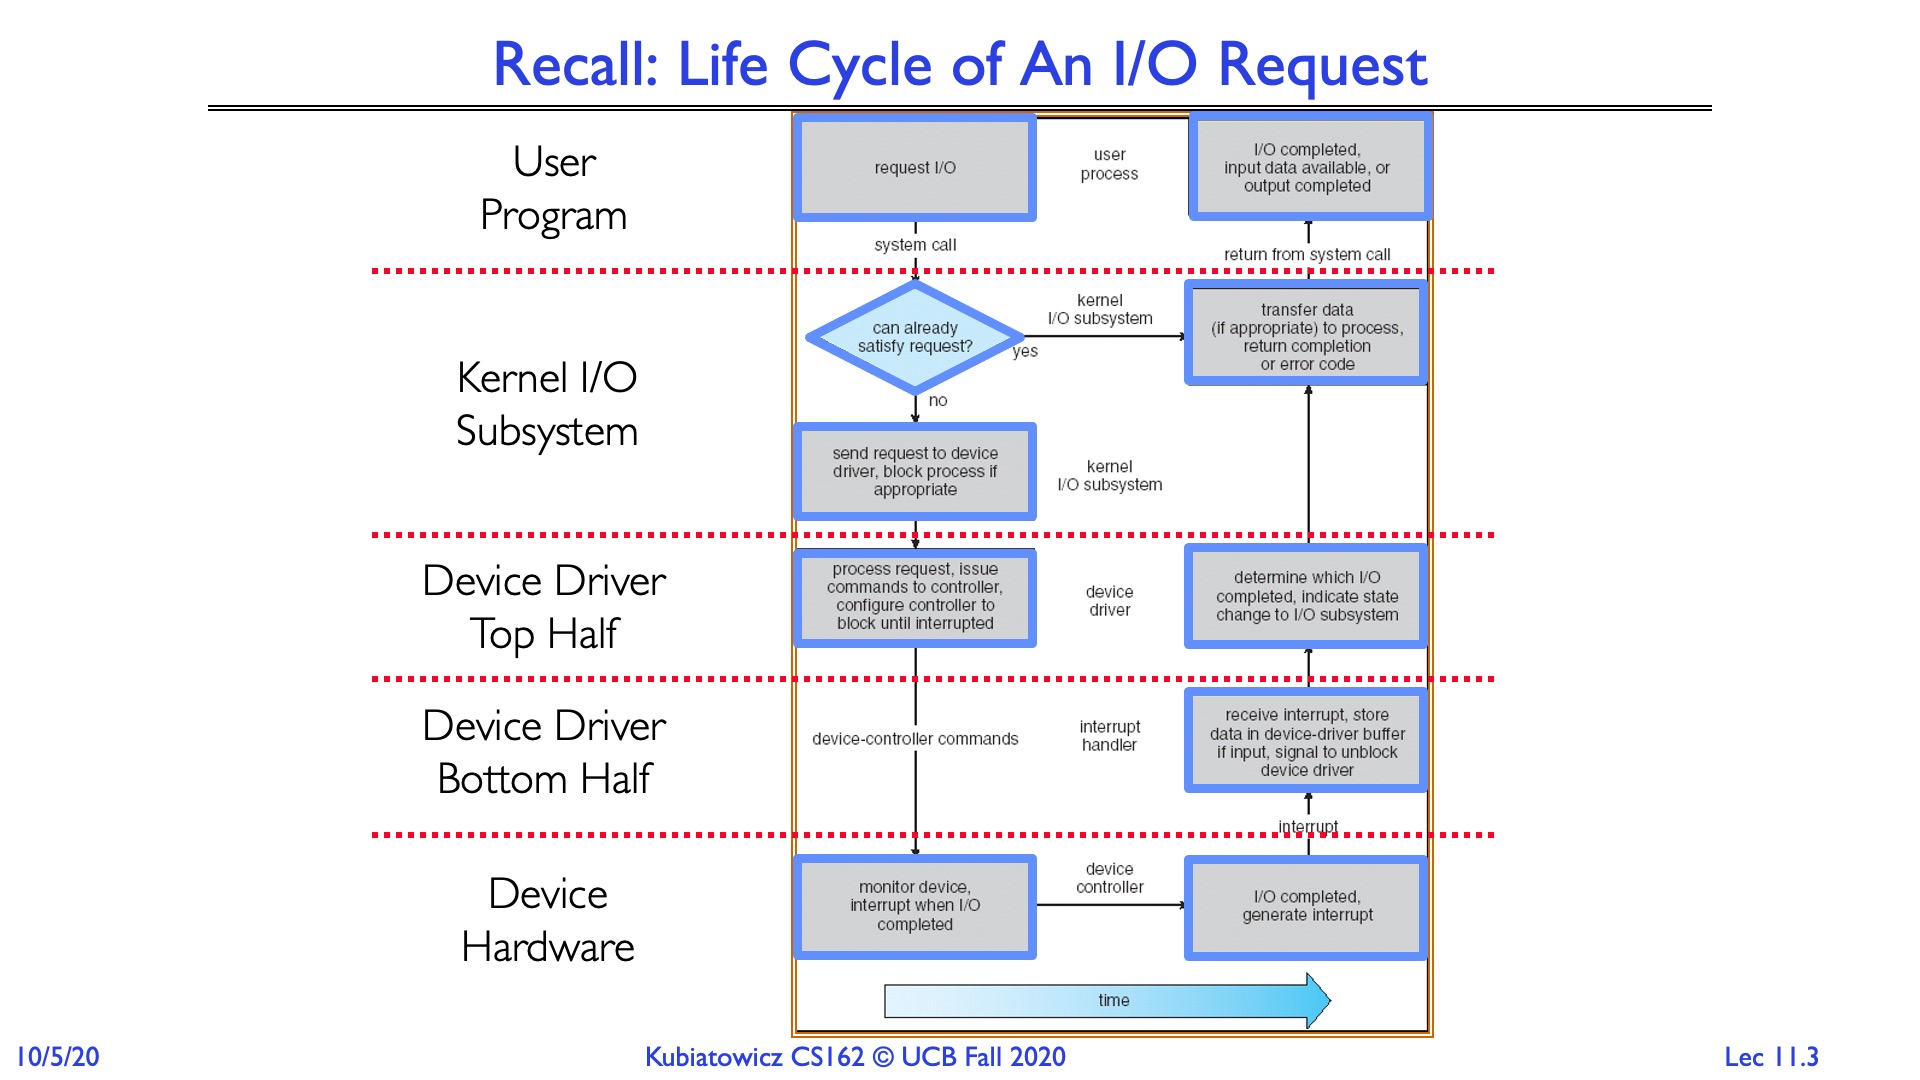 Recall: Life Cycle of An I/O Request
User
Program
request I/O
user
process
I/O completed,
input data available, or
output completed
system call
return from system call
Kernel I/O
Subsystem
can already
satisfy request?
yes
no
kernel
I/O subsystem
transfer data
(if appropriate) to process,
return completion
or error code
send request to device
driver, block process if
appropriate
kernel
I/O subsystem
Device Driver
Top Half
process request, issue
commands to controller,
configure controller to
block until interrupted
device
driver
determine which I/O
completed, indicate state
change to I/O subsystem
Device Driver
Bottom Half
device-controller commands
interrupt
handler
receive interrupt, store
data in device-driver buffer
if input, signal to unblock
device driver
interrupt
Device
Hardware
monitor device,
interrupt when I/O
completed
device
controller
I/O completed,
generate interrupt
time
10/5/20
Kubiatowicz CS162 © UCB Fall 2020
Lec 11.3